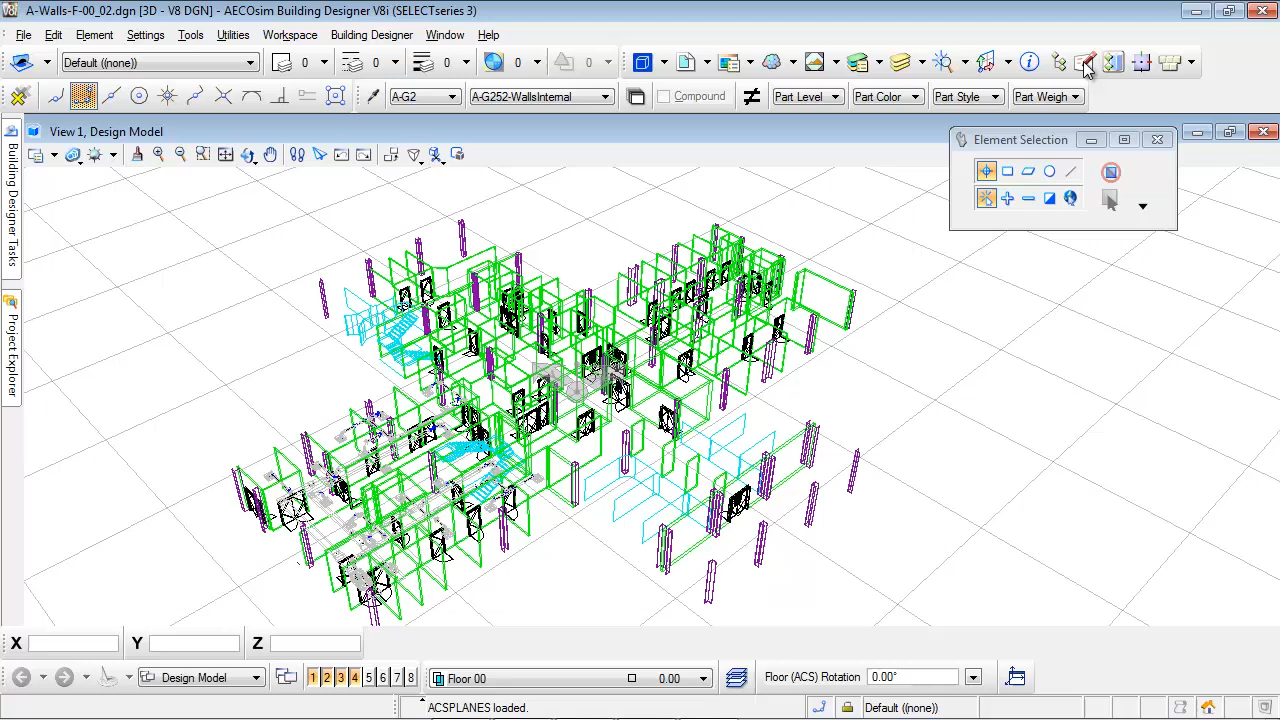 V8i A-Walls-F-00_02.dgn [3D - V8 DGN] - AECOsim Building Designer V8i (SELECTseries 3)
File Edit Element Settings Tools Utilities Workspace Building Designer Window Help
Default ((none)) 0 0 0 0 0
A-G2 A-G252-WallsInternal Compound Part Level Part Color Part Style Part Weigh
View 1, Design Model
Element Selection
Building Designer Tasks
Project Explorer
X Y Z
Design Model 1 2 3 4 5 6 7 8 Floor 00 0.00 Floor (ACS) Rotation 0.00°
ACSPLANES loaded. Default ((none))